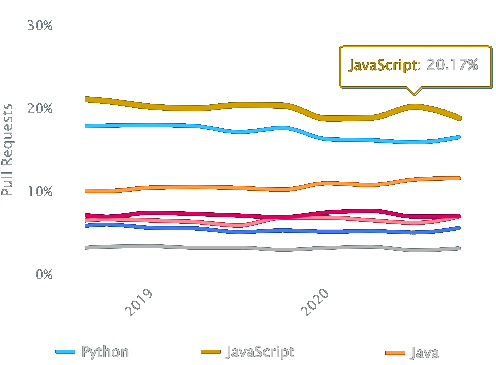 30%
JavaScript: 20.17%
20%
Pull Requests
10%
0%
2019
2020
Python
JavaScript
Java